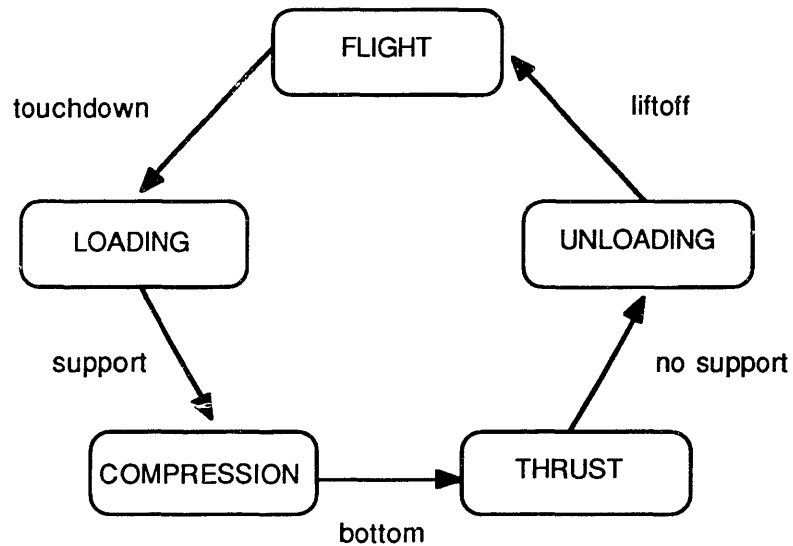 FLIGHT
touchdown
liftoff
LOADING
UNLOADING
support
no support
COMPRESSION
THRUST
bottom